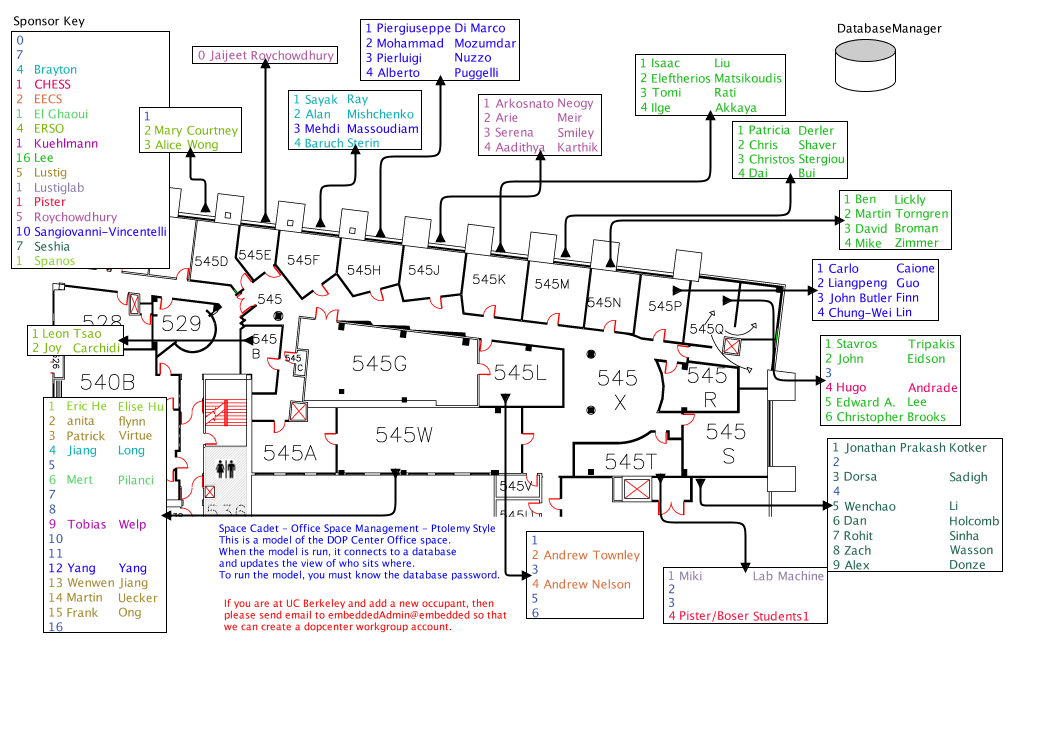 Sponsor Key
0
7
4 Brayton
1 CHESS
2 EECS
1 El Ghaoui
4 ERSO
1 Kuehlmann
16 Lee
5 Lustig
1 Lustiglab
1 Pister
5 Roychowdhury
10 Sangiovanni-Vincentelli
7 Seshia
1 Spanos
1
2 Mary Courtney
3 Alice Wong
0 Jaijeet Roychowdhury
1 Sayak Ray
2 Alan Mishchenko
3 Mehdi Massoudiam
4 Baruch Sterin
1 Piergiuseppe Di Marco
2 Mohammad Mozumdar
3 Pierluigi Nuzzo
4 Alberto Puggelli
1 Arkosnato Neogy
2 Arie Meir
3 Serena Smiley
4 Aadithya Karthik
1 Isaac Liu
2 Eleftherios Matsikoudis
3 Tomi Rati
4 Ilge Akkaya
DatabaseManager
1 Patricia Derler
2 Chris Shaver
3 Christos Stergiou
4 Dai Bui
1 Ben Lickly
2 Martin Torngren
3 David Broman
4 Mike Zimmer
1 Carlo Caione
2 Liangpeng Guo
3 John Butler Finn
4 Chung-Wei Lin
1 Stavros Tripakis
2 John Eidson
3
4 Hugo Andrade
5 Edward A. Lee
6 Christopher Brooks
1 Jonathan Prakash Kotker
2
3 Dorsa Sadigh
4
5 Wenchao Li
6 Dan Holcomb
7 Rohit Sinha
8 Zach Wasson
9 Alex Donze
1 Miki Lab Machine
2
3
4 Pister/Boser Students1
1
2 Andrew Townley
3
4 Andrew Nelson
5
6
1 Leon Tsao
2 Joy Carchidi
1 Eric He Elise Hu
2 anita flynn
3 Patrick Virtue
4 Jiang Long
5
6 Mert Pilanci
7
8
9 Tobias Welp
10
11
12 Yang Yang
13 Wenwen Jiang
14 Martin Uecker
15 Frank Ong
16
545D
545E
545F
545H
545J
545K
545M
545N
545P
545Q
528
529
545
545
B
545
C
545G
545L
545
X
545
R
540B
545A
545W
545T
545
S
545V
Space Cadet - Office Space Management - Ptolemy Style
This is a model of the DOP Center Office space.
When the model is run, it connects to a database
and updates the view of who sits where.
To run the model, you must know the database password.
If you are at UC Berkeley and add a new occupant, then
please send email to embeddedAdmin@embedded so that
we can create a dopcenter workgroup account.